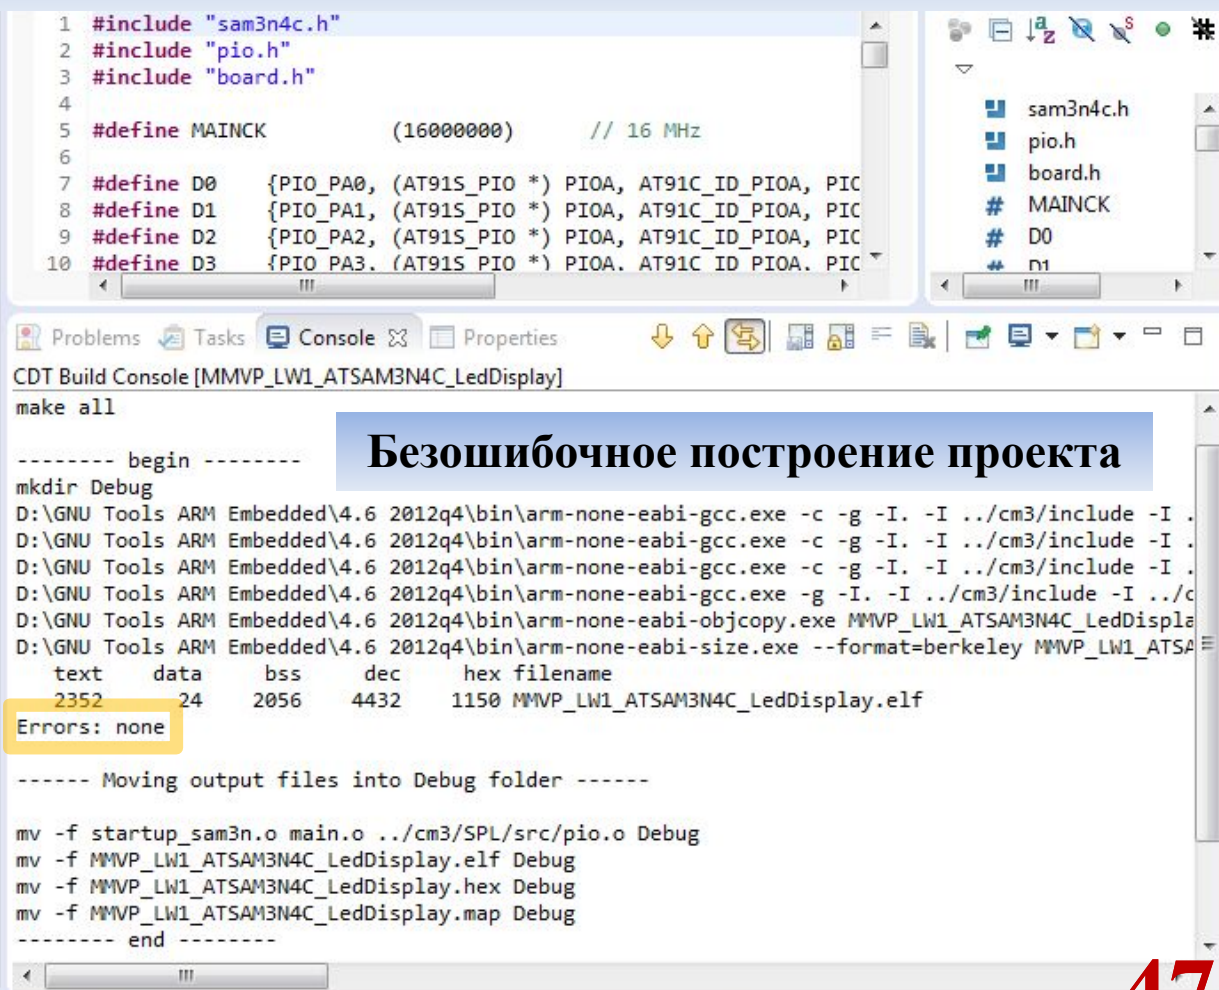 1 #include "sam3n4c.h"
2 #include "pio.h"
3 #include "board.h"
4
5 #define MAINCK (16000000) // 16 MHz
6
7 #define D0 {PIO_PA0, (AT91S_PIO *) PIOA, AT91C_ID_PIOA, PIO
8 #define D1 {PIO_PA1, (AT91S_PIO *) PIOA, AT91C_ID_PIOA, PIO
9 #define D2 {PIO_PA2, (AT91S_PIO *) PIOA, AT91C_ID_PIOA, PIO
10 #define D3 {PIO_PA3, (AT91S_PIO *) PIOA, AT91C_ID_PIOA, PIO
sam3n4c.h
pio.h
board.h
# MAINCK
# D0
# D1
Problems Tasks Console Properties
CDT Build Console [MMVP_LW1_ATSAM3N4C_LedDisplay]
make all
Безошибочное построение проекта
-------- begin --------
mkdir Debug
D:\GNU Tools ARM Embedded\4.6 2012q4\bin\arm-none-eabi-gcc.exe -c -g -I. -I ../cm3/include -I .
D:\GNU Tools ARM Embedded\4.6 2012q4\bin\arm-none-eabi-gcc.exe -c -g -I. -I ../cm3/include -I .
D:\GNU Tools ARM Embedded\4.6 2012q4\bin\arm-none-eabi-gcc.exe -c -g -I. -I ../cm3/include -I .
D:\GNU Tools ARM Embedded\4.6 2012q4\bin\arm-none-eabi-gcc.exe -g -I. -I ../cm3/include -I ../c
D:\GNU Tools ARM Embedded\4.6 2012q4\bin\arm-none-eabi-objcopy.exe MMVP_LW1_ATSAM3N4C_LedDispla
D:\GNU Tools ARM Embedded\4.6 2012q4\bin\arm-none-eabi-size.exe --format=berkeley MMVP_LW1_ATSA
text data bss dec hex filename
2352 24 2056 4432 1150 MMVP_LW1_ATSAM3N4C_LedDisplay.elf
Errors: none
------ Moving output files into Debug folder ------
mv -f startup_sam3n.o main.o ../cm3/SPL/src/pio.o Debug
mv -f MMVP_LW1_ATSAM3N4C_LedDisplay.elf Debug
mv -f MMVP_LW1_ATSAM3N4C_LedDisplay.hex Debug
mv -f MMVP_LW1_ATSAM3N4C_LedDisplay.map Debug
-------- end --------
47